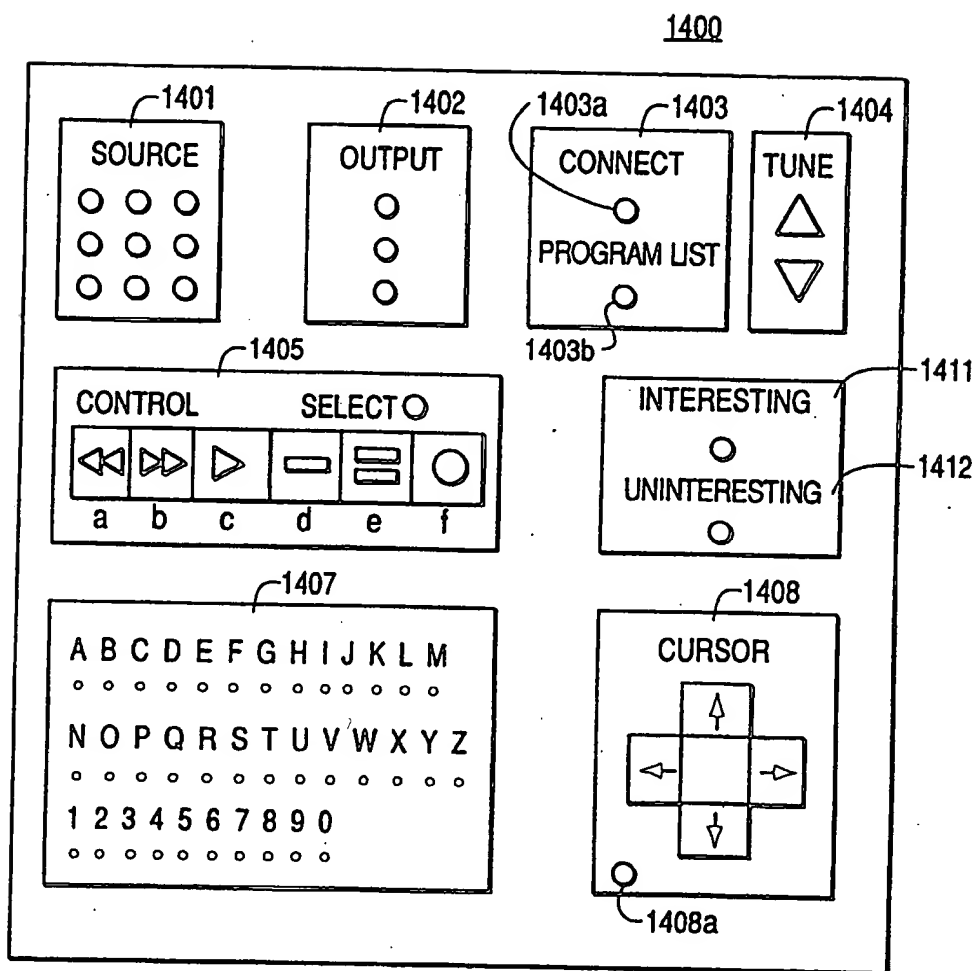 1400
1401
1402
1403a
1403
1404
SOURCE
OUTPUT
CONNECT
TUNE
PROGRAM LIST
1403b
1405
CONTROL SELECT
a b c d e f
1411
INTERESTING
1412
UNINTERESTING
1407
A B C D E F G H I J K L M
N O P Q R S T U V W X Y Z
1 2 3 4 5 6 7 8 9 0
1408
CURSOR
1408a